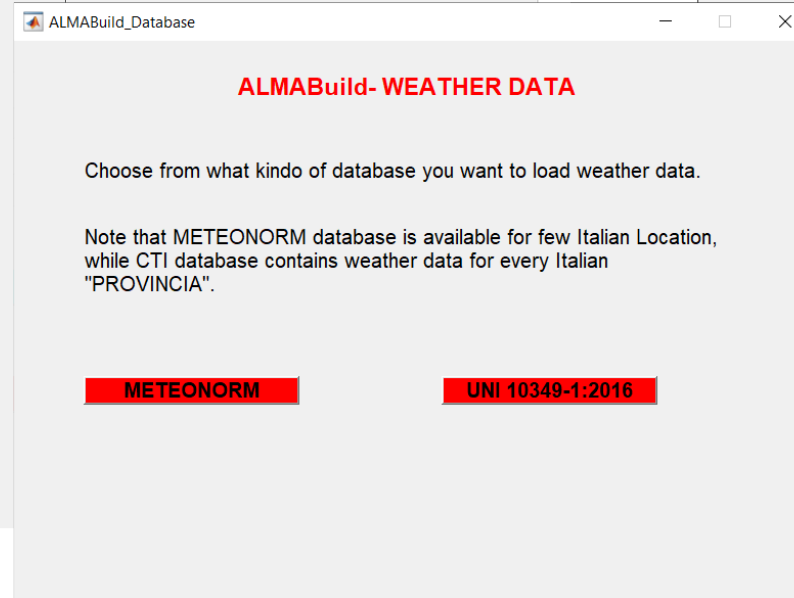 ALMABuild_Database
ALMABuild- WEATHER DATA
Choose from what kindo of database you want to load weather data.
Note that METEONORM database is available for few Italian Location,
while CTI database contains weather data for every Italian
"PROVINCIA".
METEONORM
UNI 10349-1:2016